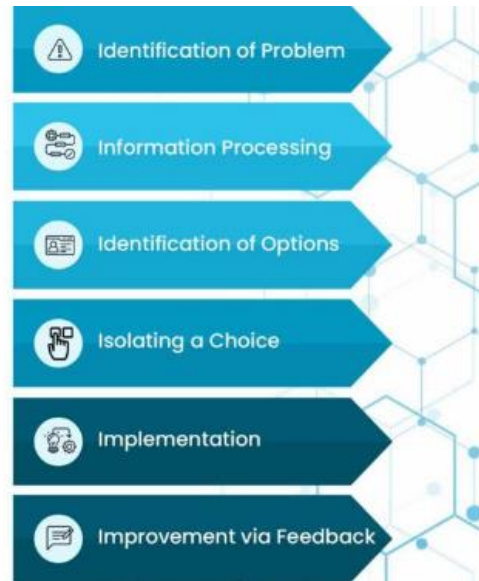 Identification of Problem
Information Processing
Identification of Options
Isolating a Choice
Implementation
Improvement via Feedback